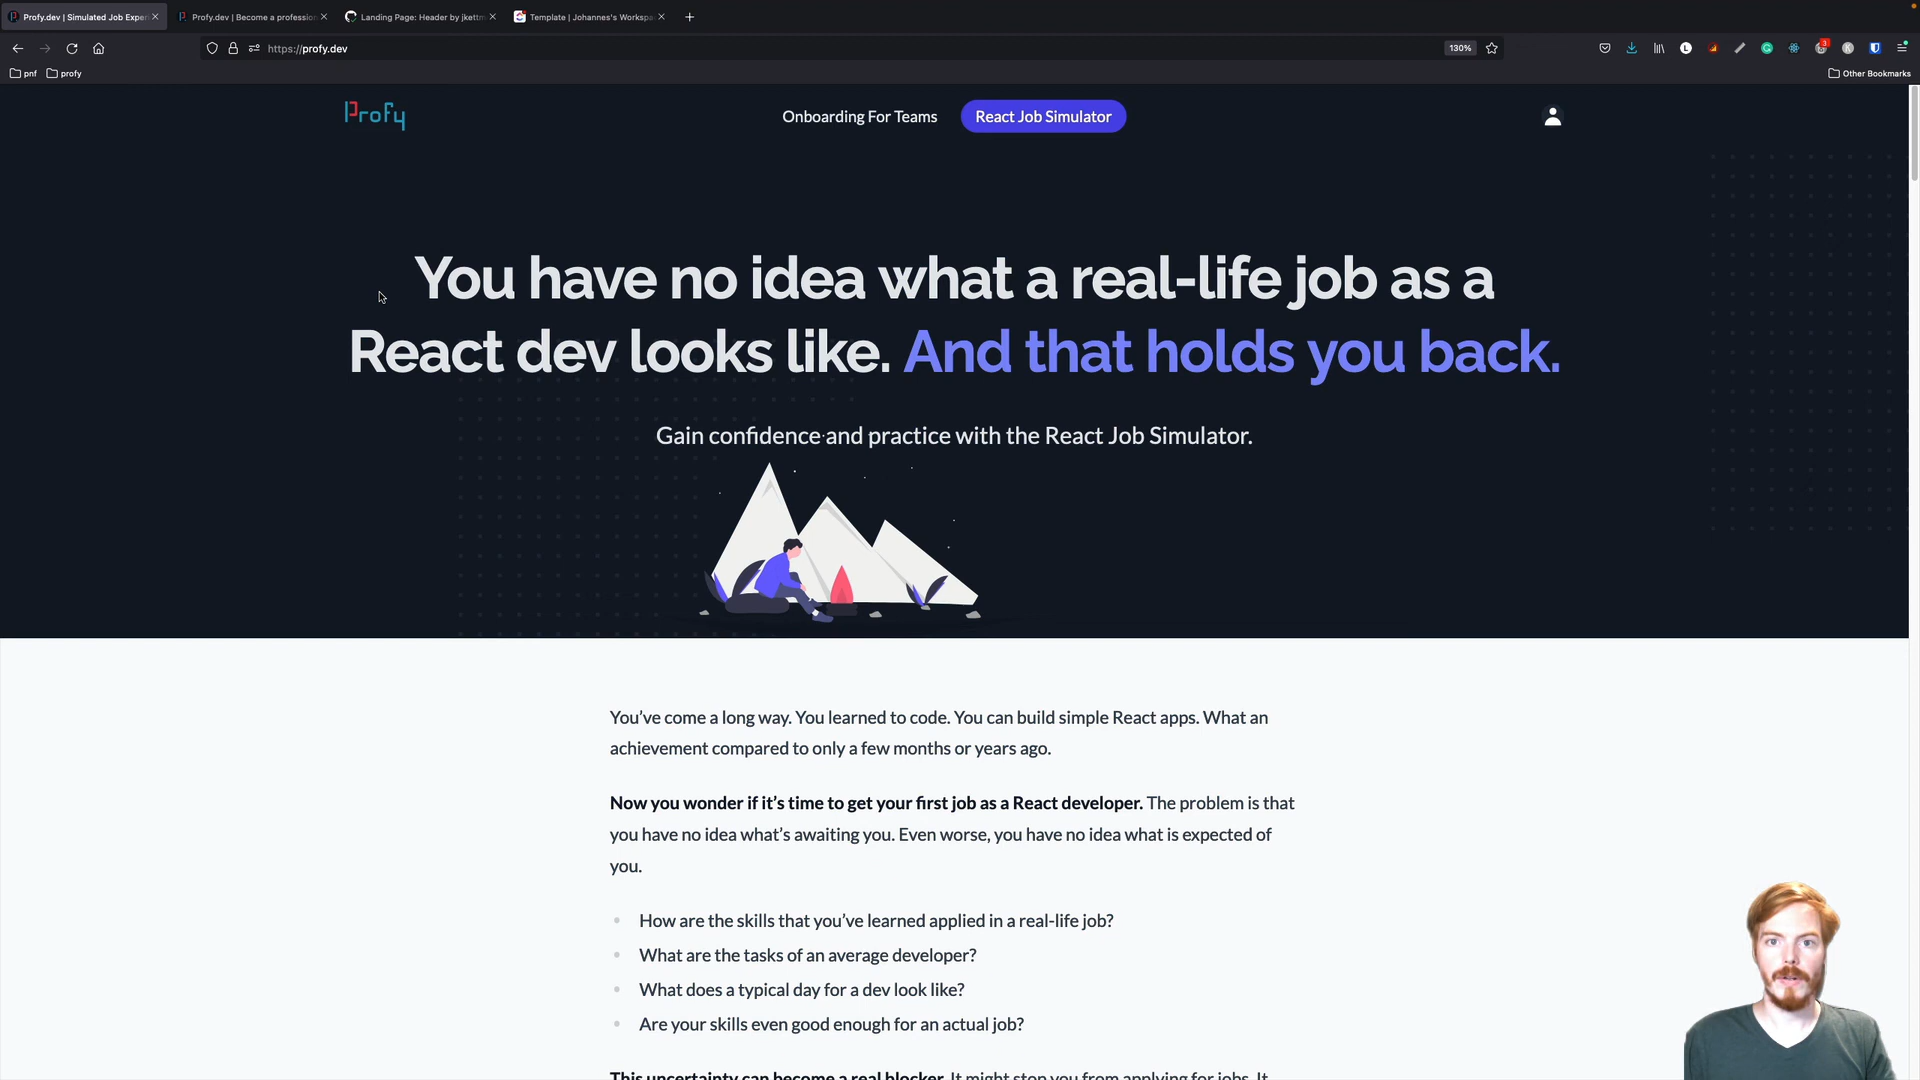 Profy.dev | Simulated Job Experi
Profy.dev | Become a profession
Landing Page: Header by jkettm
Template | Johannes's Workspa
https://profy.dev
130%
3
pnf
profy
Other Bookmarks
Profy
Onboarding For Teams
React Job Simulator
You have no idea what a real-life job as a
React dev looks like. And that holds you back.
Gain confidence and practice with the React Job Simulator.
You've come a long way. You learned to code. You can build simple React apps. What an
achievement compared to only a few months or years ago.
Now you wonder if it's time to get your first job as a React developer. The problem is that
you have no idea what's awaiting you. Even worse, you have no idea what is expected of
you.
How are the skills that you've learned applied in a real-life job?
What are the tasks of an average developer?
What does a typical day for a dev look like?
Are your skills even good enough for an actual job?
This uncertainty can become a real blocker. It might stop you from applying for jobs. It